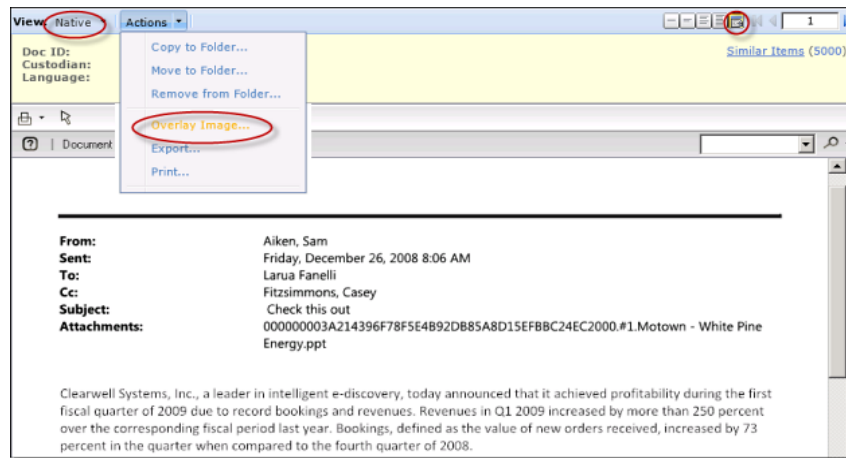 View: Native Actions 1
Doc ID:
Custodian:
Language:
Similar Items (5000)
Copy to Folder...
Move to Folder...
Remove from Folder...
Overlay Image...
Export...
Print...
Document
From: Aiken, Sam
Sent: Friday, December 26, 2008 8:06 AM
To: Larua Fanelli
Cc: Fitzsimmons, Casey
Subject: Check this out
Attachments: 000000003A214396F78F5E4B92DB85A8D15EFBBC24EC2000.#1.Motown - White Pine
Energy.ppt
Clearwell Systems, Inc., a leader in intelligent e-discovery, today announced that it achieved profitability during the first
fiscal quarter of 2009 due to record bookings and revenues. Revenues in Q1 2009 increased by more than 250 percent
over the corresponding fiscal period last year. Bookings, defined as the value of new orders received, increased by 73
percent in the quarter when compared to the fourth quarter of 2008.